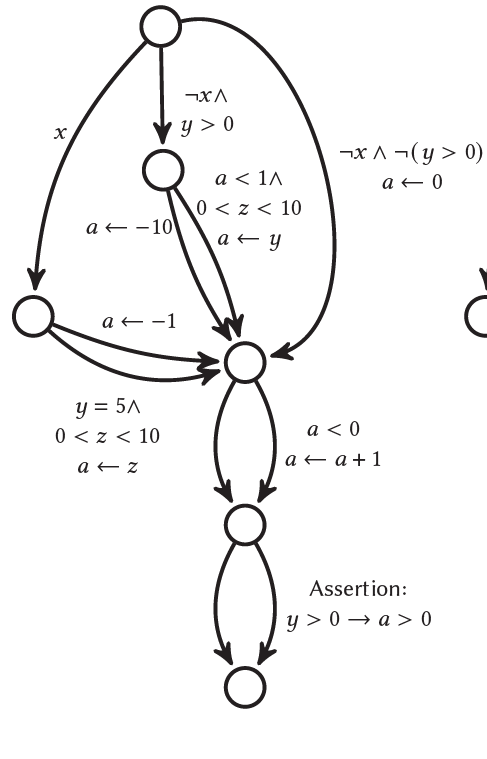 x
¬x∧
y > 0
¬x ∧ ¬(y > 0)
a ← 0
a < 1∧
0 < z < 10
a ← y
a ← −10
a ← −1
y = 5∧
0 < z < 10
a ← z
a < 0
a ← a + 1
Assertion:
y > 0 → a > 0